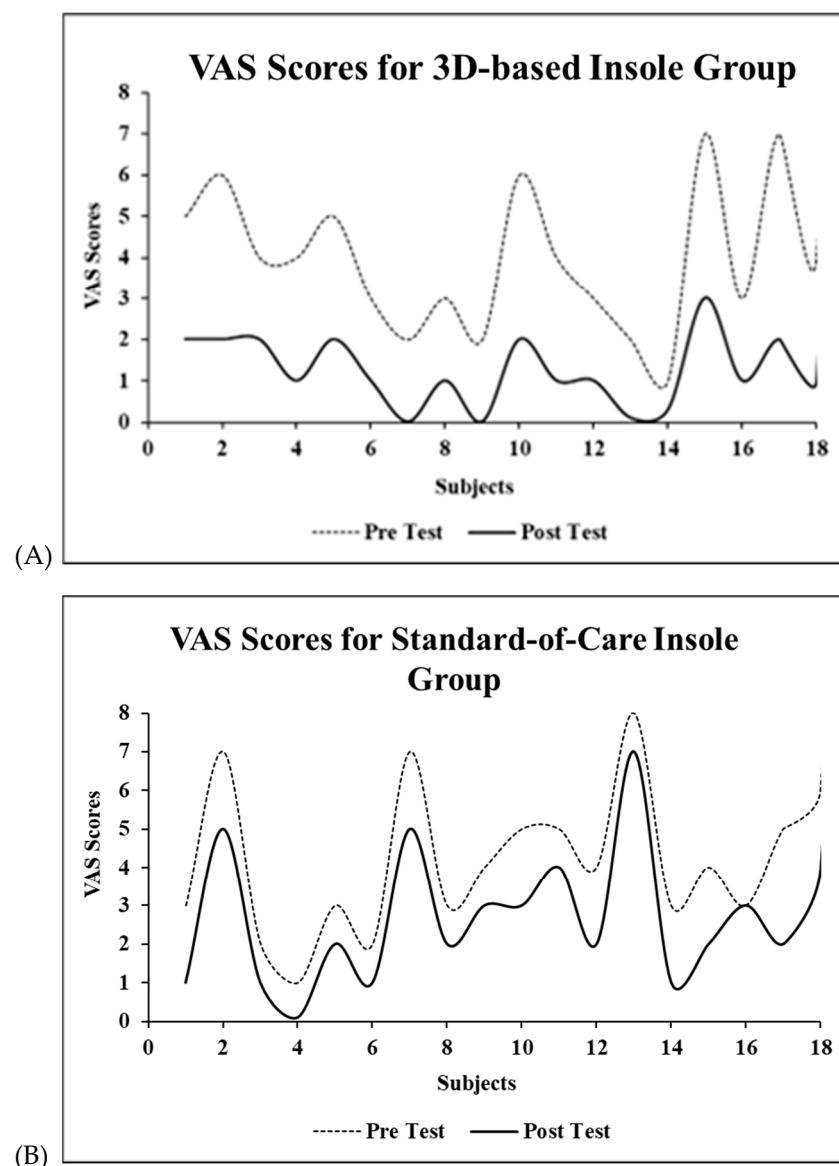 VAS Scores for 3D-based Insole Group
8
7
6
5
4
3
2
1
0
VAS Scores
0 2 4 6 8 10 12 14 16 18
Subjects
Pre Test Post Test
(A)
VAS Scores for Standard-of-Care Insole
Group
8
7
6
5
4
3
2
1
0
VAS Scores
0 2 4 6 8 10 12 14 16 18
Subjects
Pre Test Post Test
(B)